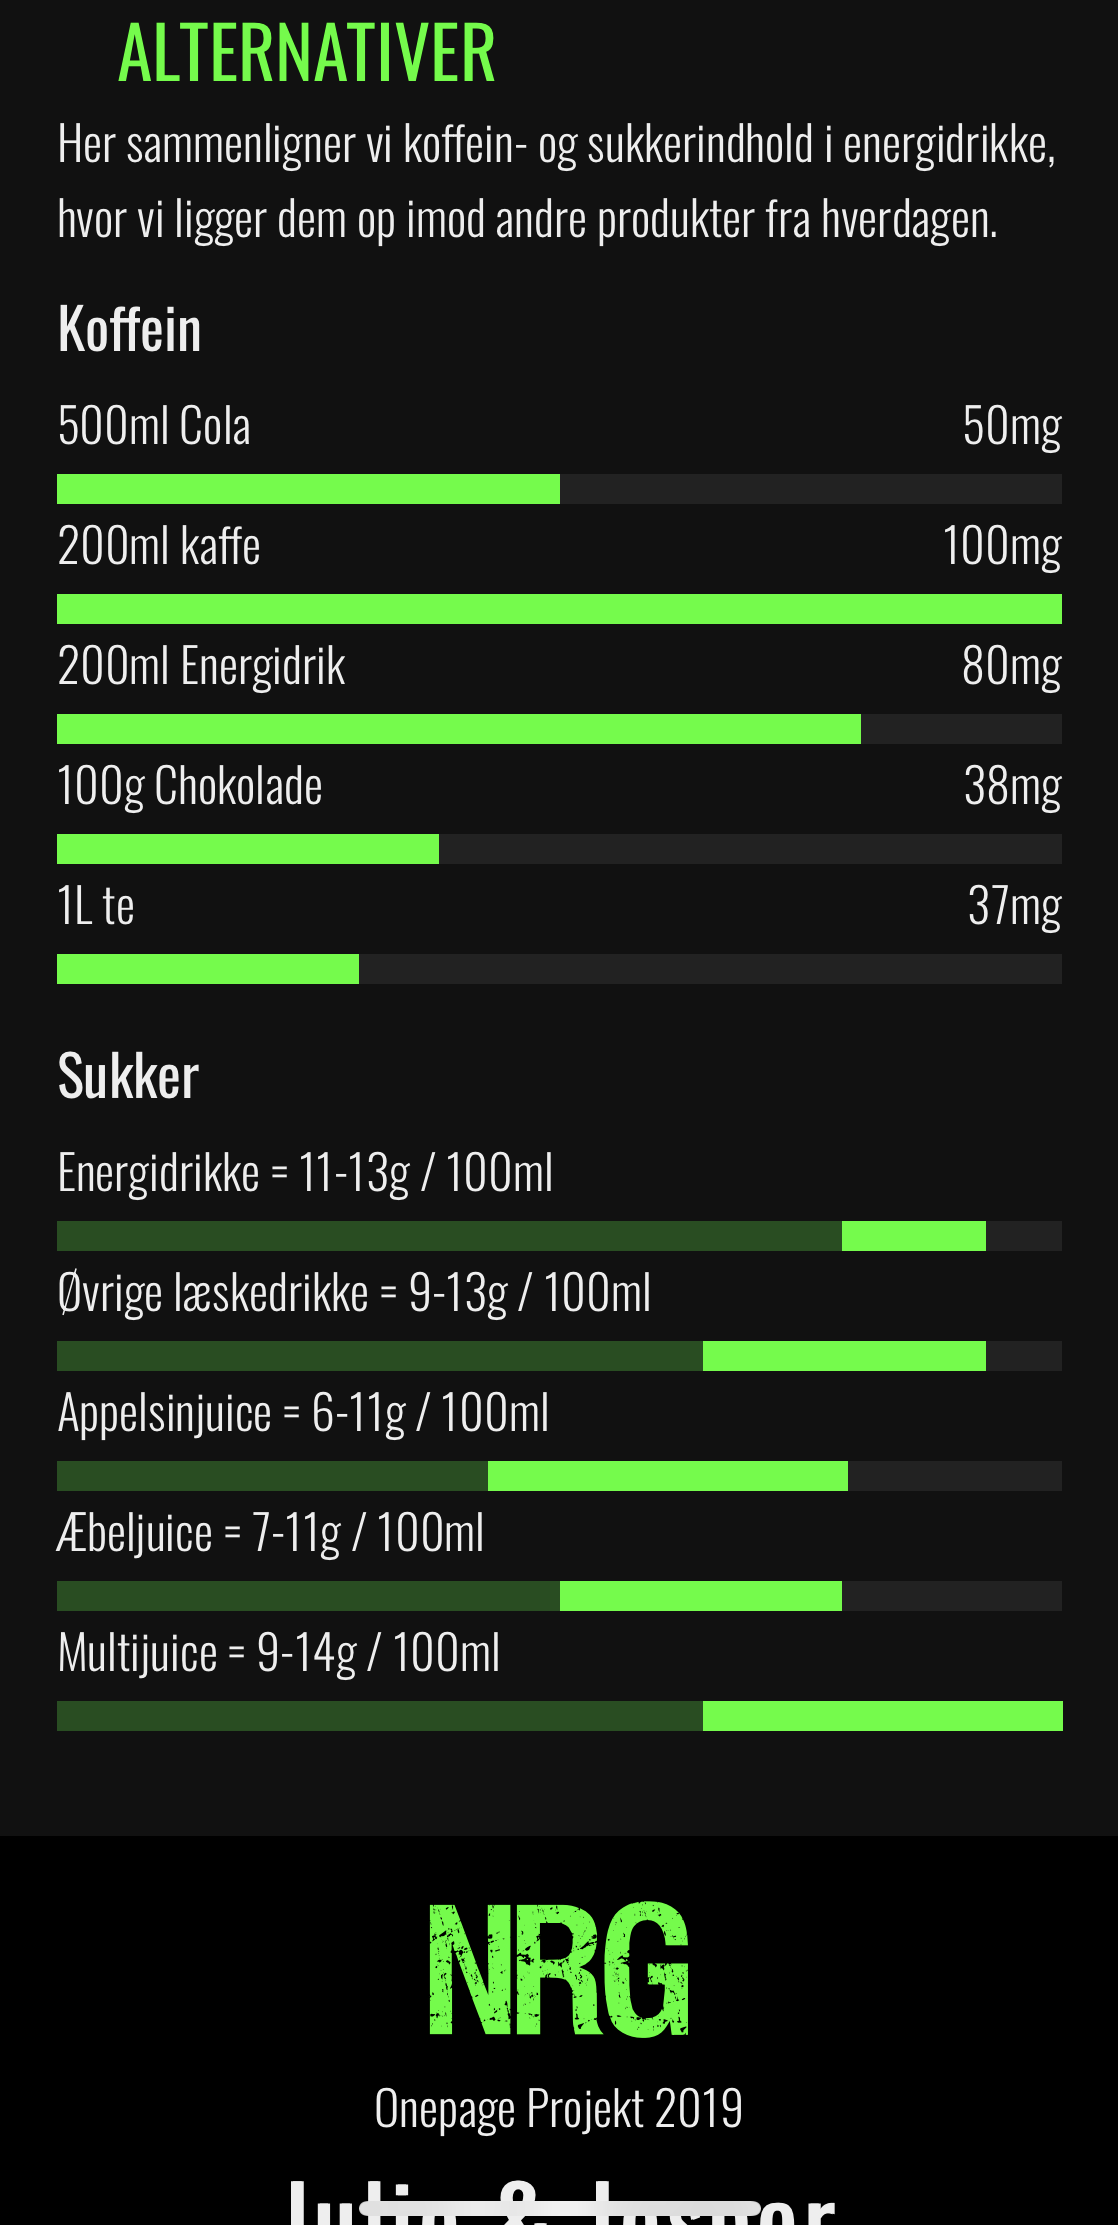 ALTERNATIVER
Her sammenligner vi koffein- og sukkerindhold i energidrikke,
hvor vi ligger dem op imod andre produkter fra hverdagen.
Koffein
500ml Cola 50mg
200ml kaffe 100mg
200ml Energidrik 80mg
100g Chokolade 38mg
1L te 37mg
Sukker
Energidrikke = 11-13g / 100ml
Øvrige læskedrikke = 9-13g / 100ml
Appelsinjuice = 6-11g / 100ml
Æbeljuice = 7-11g / 100ml
Multijuice = 9-14g / 100ml
NRG
Onepage Projekt 2019
&